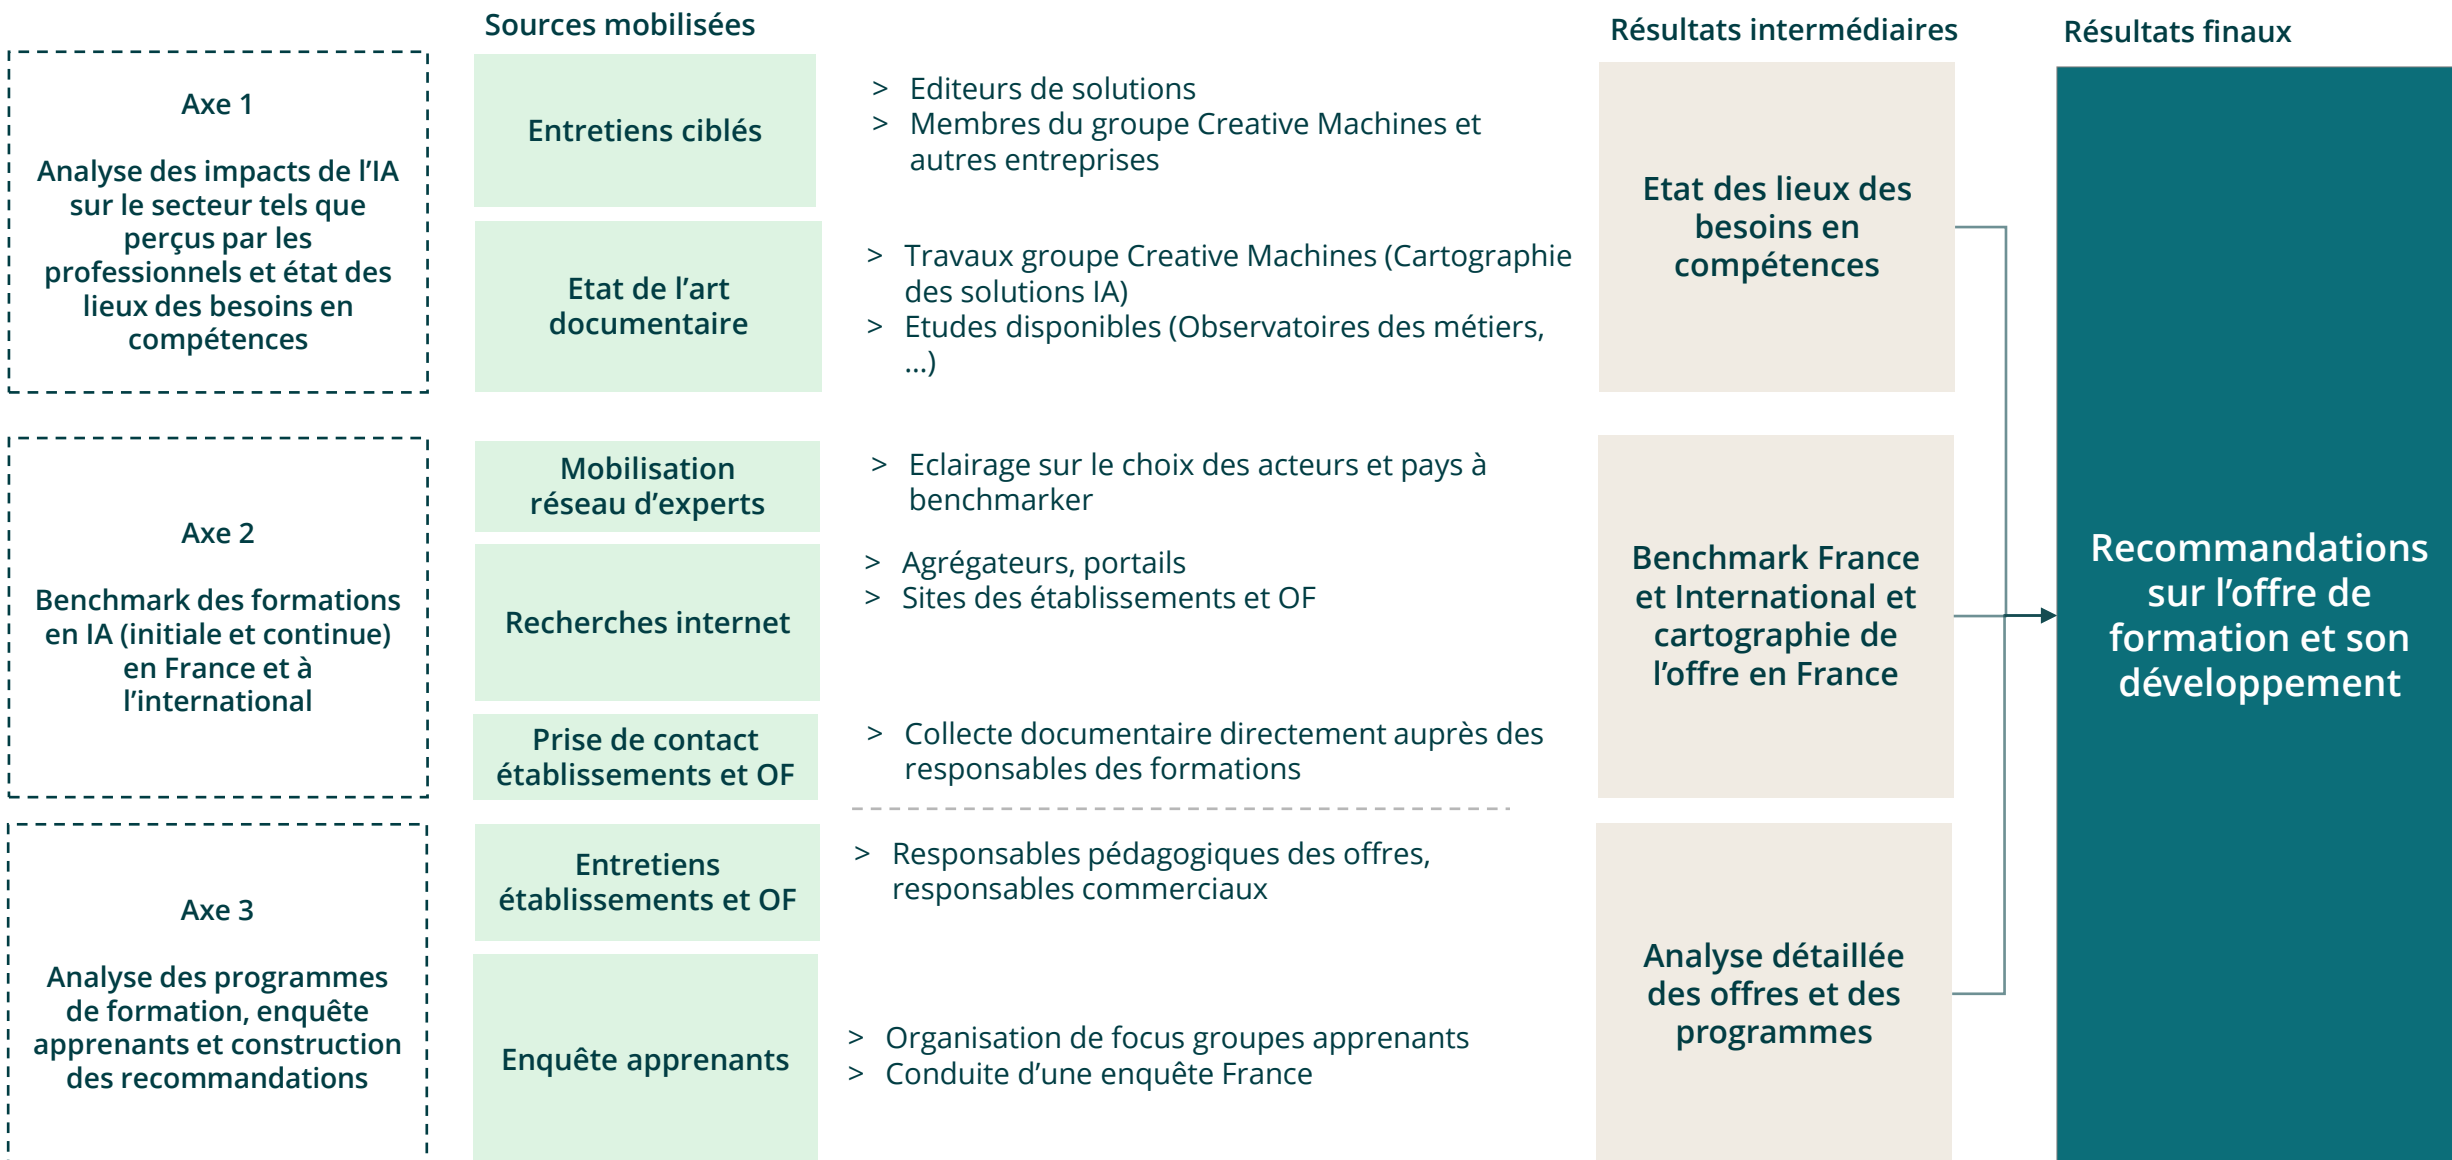 Sources mobilisées
Résultats intermédiaires
Résultats finaux
Axe 1
Analyse des impacts de l’IA
sur le secteur tels que
perçus par les
professionnels et état des
lieux des besoins en
compétences
Entretiens ciblés
> Editeurs de solutions
> Membres du groupe Creative Machines et
autres entreprises
Etat de l’art
documentaire
> Travaux groupe Creative Machines (Cartographie
des solutions IA)
> Etudes disponibles (Observatoires des métiers,
…)
Etat des lieux des
besoins en
compétences
Axe 2
Benchmark des formations
en IA (initiale et continue)
en France et à
l’international
Mobilisation
réseau d’experts
> Eclairage sur le choix des acteurs et pays à
benchmarker
Recherches internet
> Agrégateurs, portails
> Sites des établissements et OF
Prise de contact
établissements et OF
> Collecte documentaire directement auprès des
responsables des formations
Benchmark France
et International et
cartographie de
l’offre en France
Axe 3
Analyse des programmes
de formation, enquête
apprenants et construction
des recommandations
Entretiens
établissements et OF
> Responsables pédagogiques des offres,
responsables commerciaux
Enquête apprenants
> Organisation de focus groupes apprenants
> Conduite d’une enquête France
Analyse détaillée
des offres et des
programmes
Recommandations
sur l’offre de
formation et son
développement